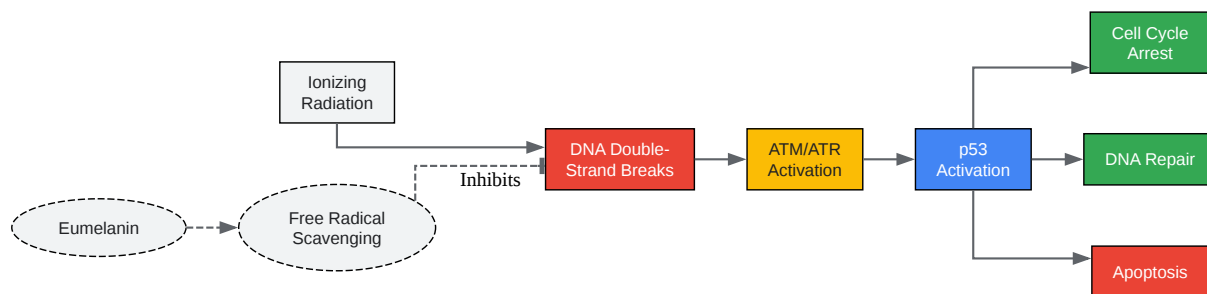 Cell Cycle
Arrest
Ionizing
Radiation
DNA Double-
Strand Breaks
ATM/ATR
Activation
p53
Activation
DNA Repair
Inhibits
Eumelanin
Free Radical
Scavenging
Apoptosis